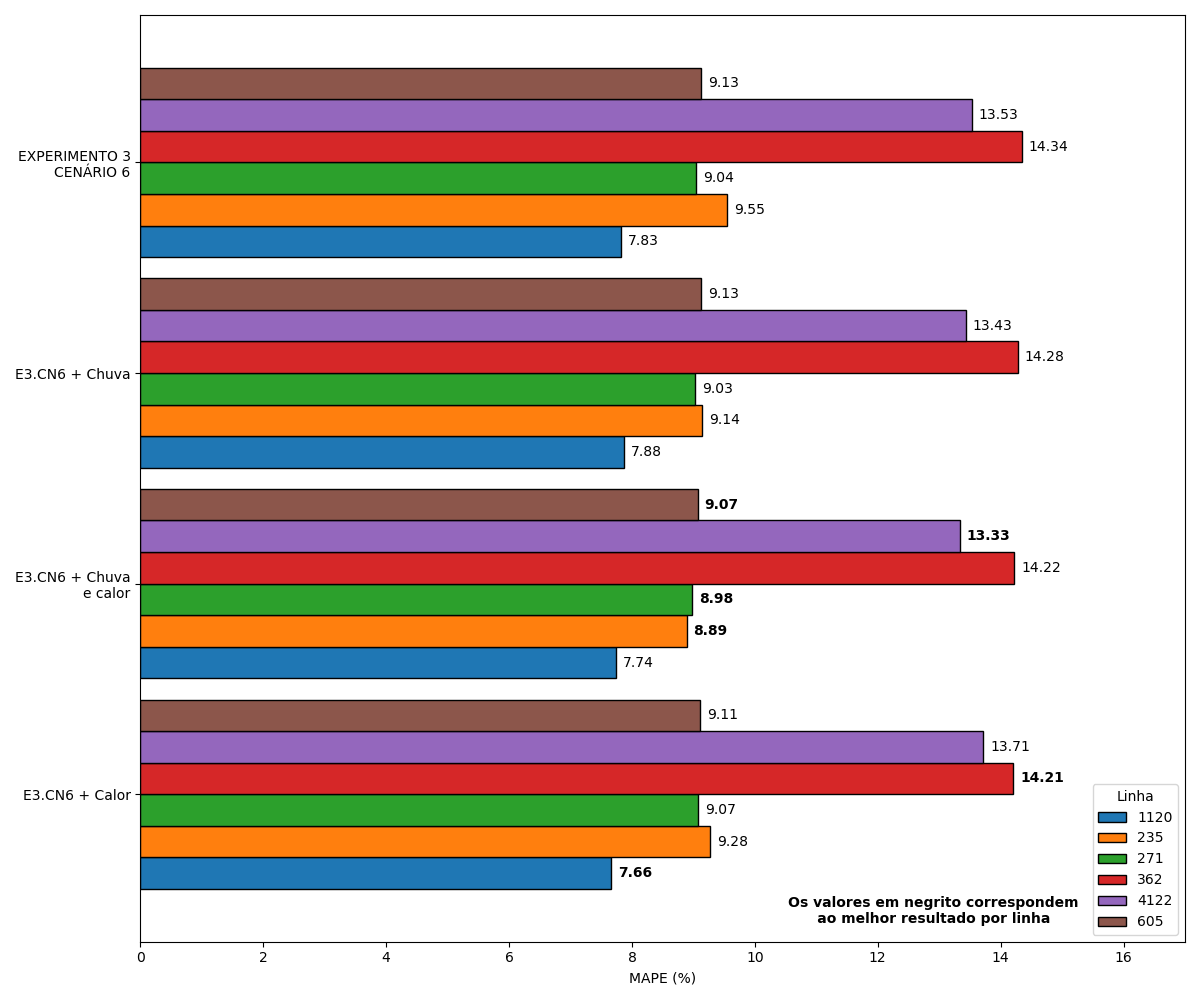 EXPERIMENTO 3
CENÁRIO 6
9.13
13.53
14.34
9.04
9.55
7.83
E3.CN6 + Chuva
9.13
13.43
14.28
9.03
9.14
7.88
E3.CN6 + Chuva
e calor
9.07
13.33
14.22
8.98
8.89
7.74
E3.CN6 + Calor
9.11
13.71
14.21
9.07
9.28
7.66
Linha
1120
235
271
362
4122
605
Os valores em negrito correspondem
ao melhor resultado por linha
0 2 4 6 8 10 12 14 16
MAPE (%)